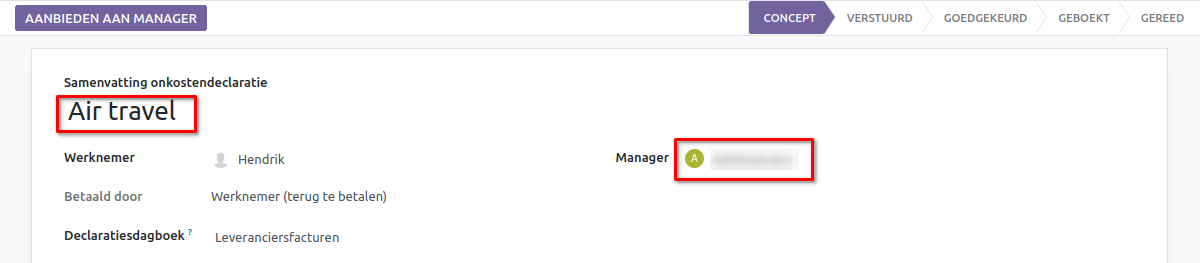 AANBIEDEN AAN MANAGER CONCEPT VERSTUURD GOEDGEKEURD GEBOEKT GEREED
Samenvatting onkostendeclaratie
Air travel
Werknemer Hendrik Manager A
Betaald door Werknemer (terug te betalen)
Declaratiesdagboek ? Leveranciersfacturen